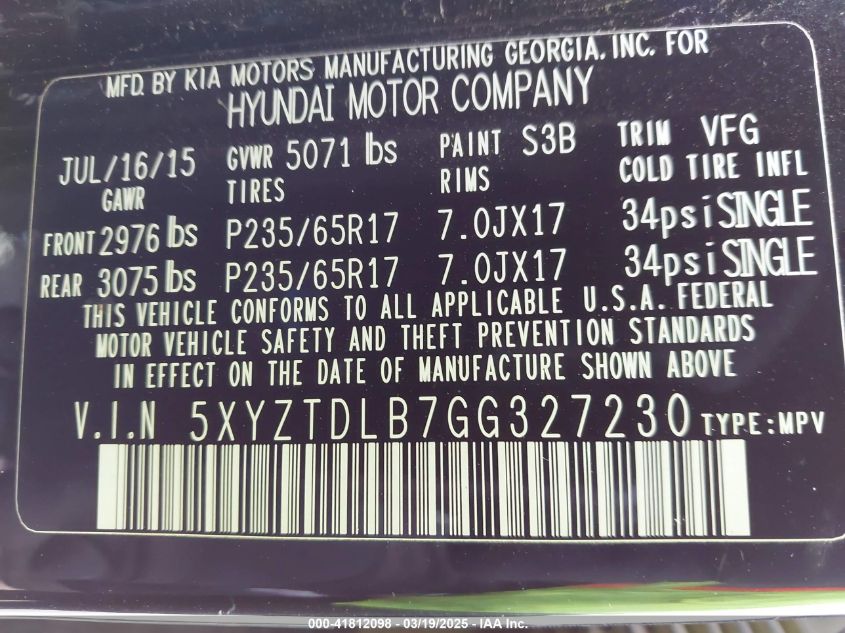 MFD. BY KIA MOTORS MANUFACTURING GEORGIA, INC. FOR
HYUNDAI MOTOR COMPANY
JUL/16/15 GVWR 5071 lbs PAINT S3B TRIM VFG
GAWR TIRES RIMS COLD TIRE INFL
FRONT 2976 lbs P235/65R17 7.0JX17 34psi SINGLE
REAR 3075 lbs P235/65R17 7.0JX17 34psi SINGLE
THIS VEHICLE CONFORMS TO ALL APPLICABLE U.S.A. FEDERAL
MOTOR VEHICLE SAFETY AND THEFT PREVENTION STANDARDS
IN EFFECT ON THE DATE OF MANUFACTURE SHOWN ABOVE
V.I.N 5XYZTDLB7GG327230 TYPE:MPV
000-41812098 - 03/19/2025 - IAA Inc.